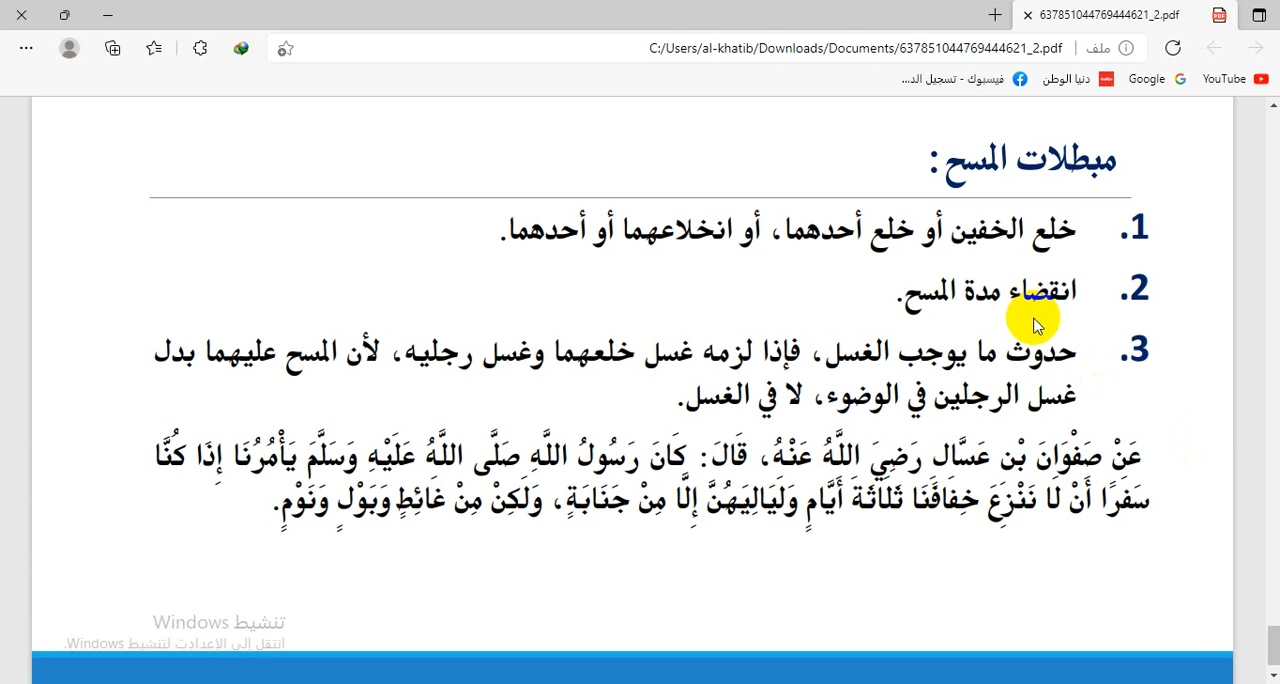 637851044769444621_2.pdf
C:/Users/al-khatib/Downloads/Documents/637851044769444621_2.pdf | ملف
YouTube Google دنيا الوطن فيسبوك - تسجيل الد...
مبطلات المسح :
1. خلع الخفين أو خلع أحدهما، أو انخلاعهما أو أحدهما.
2. انقضاء مدة المسح.
3. حدوث ما يوجب الغسل، فإذا لزمه غسل خلعهما وغسل رجليه، لأن المسح عليهما بدل
غسل الرجلين في الوضوء، لا في الغسل.
عَنْ صَفْوَانَ بْنِ عَسَّالٍ رَضِيَ اللَّهُ عَنْهُ، قَالَ: كَانَ رَسُولُ اللَّهِ صَلَّى اللَّهُ عَلَيْهِ وَسَلَّمَ يَأْمُرُنَا إِذَا كُنَّا
سَفَرًا أَنْ لَا نَنْزِعَ خِفَافَنَا ثَلَاثَةَ أَيَّامٍ وَلَيَالِيَهُنَّ إِلَّا مِنْ جَنَابَةٍ، وَلَكِنْ مِنْ غَائِطٍ وَبَوْلٍ وَنَوْمٍ.
تنشيط Windows
انتقل إلى الإعدادت لتنشيط Windows.